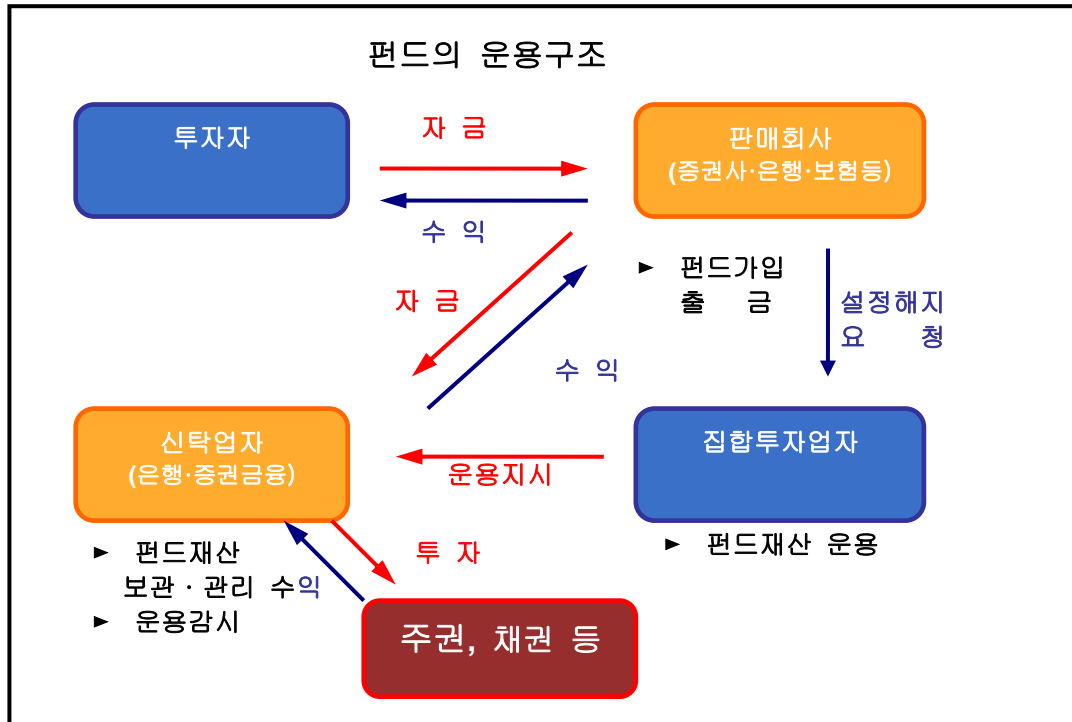 펀드의 운용구조
투자자
자 금
판매회사
(증권사·은행·보험등)
수 익
► 펀드가입
출 금
자 금
설정해지
요 청
수 익
신탁업자
(은행·증권금융)
운용지시
집합투자업자
► 펀드재산
보관 · 관리 수익
► 운용감시
투 자
► 펀드재산 운용
주권, 채권 등